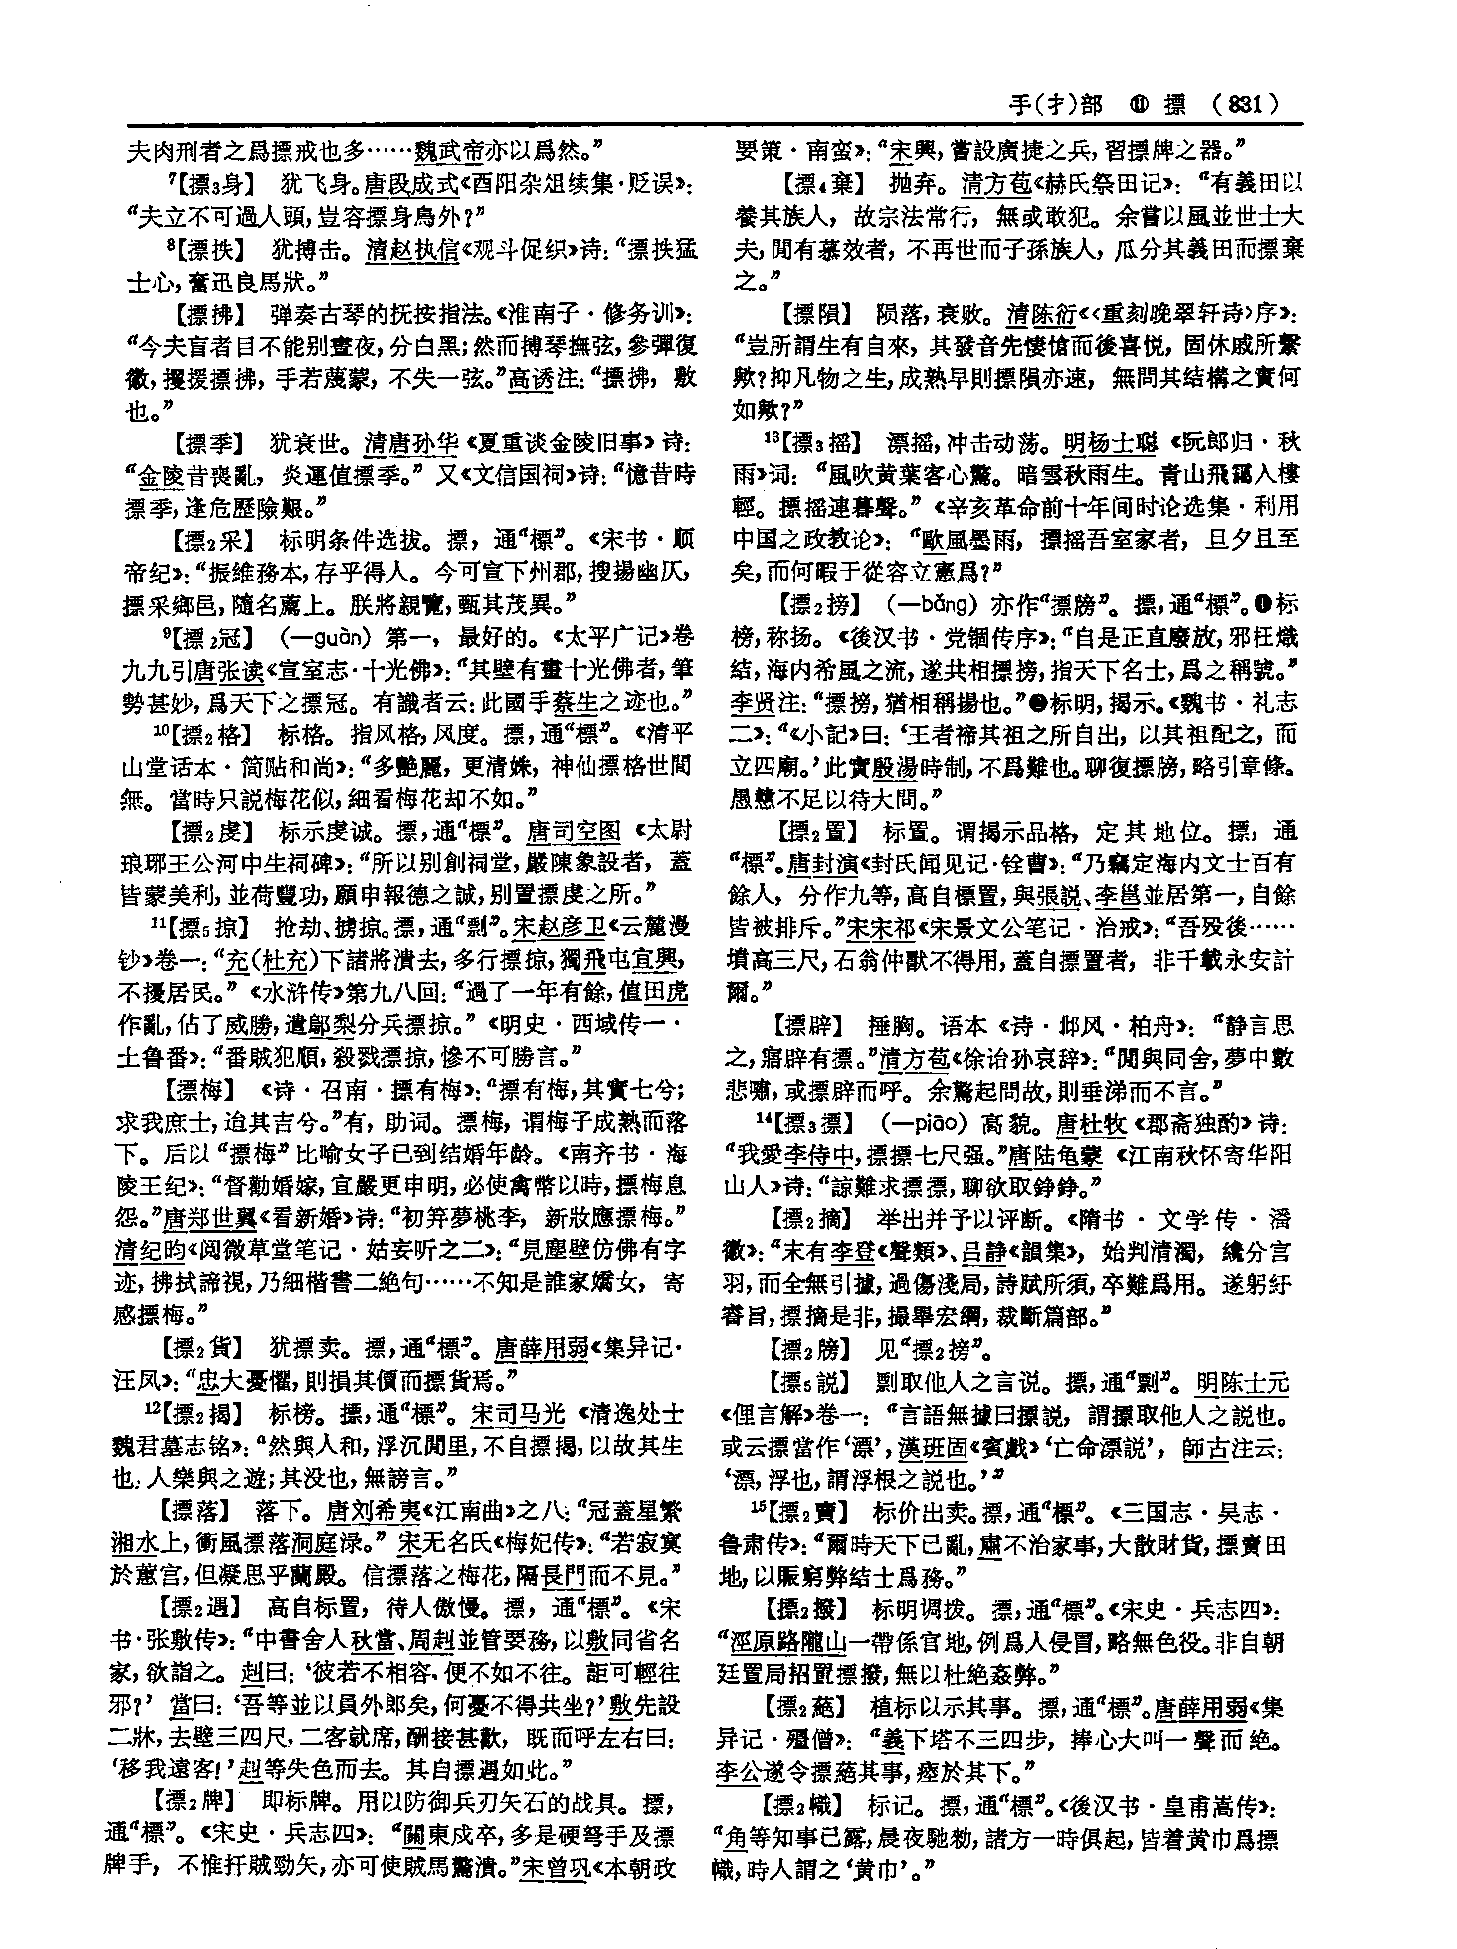 手(扌)部 ⑪ 摽 (831)
夫肉刑者之爲摽戒也多……魏武帝亦以爲然。”
7【摽3身】 犹飞身。唐段成式《酉阳杂俎续集·贬误》：
“夫立不可過人頭，豈容摽身鳥外？”
8【摽抶】 犹搏击。清赵执信《观斗促织》诗：“摽抶猛
士心，奮迅良馬狀。”
【摽拂】 弹奏古琴的抚按指法。《淮南子·修务训》：
“今夫盲者目不能别晝夜，分白黑；然而搏琴撫弦，參彈復
徽，攫援摽拂，手若蔑蒙，不失一弦。”高诱注：“摽拂，敷
也。”
【摽季】 犹衰世。清唐孙华《夏重谈金陵旧事》诗：
“金陵昔喪亂，炎運值摽季。”又《文信国祠》诗：“憶昔時
摽季，逢危歷險艱。”
【摽2采】 标明条件选拔。摽，通“標”。《宋书·顺
帝纪》：“振維務本，存乎得人。今可宣下州郡，搜揚幽仄，
摽采鄉邑，隨名薦上。朕將親覽，甄其茂異。”
9【摽2冠】 （—guàn）第一，最好的。《太平广记》卷
九九引唐张读《宣室志·十光佛》：“其壁有畫十光佛者，筆
勢甚妙，爲天下之摽冠。有識者云：此國手蔡生之迹也。”
10【摽2格】 标格。指风格，风度。摽，通“標”。《清平
山堂话本·简贴和尚》：“多艷麗，更清姝，神仙摽格世間
無。當時只説梅花似，細看梅花却不如。”
【摽2虔】 标示虔诚。摽，通“標”。唐司空图《太尉
琅琊王公河中生祠碑》：“所以别創祠堂，嚴陳象設者，蓋
皆蒙美利，並荷豐功，願申報德之誠，别置摽虔之所。”
11【摽5掠】 抢劫、掳掠。摽，通“剽”。宋赵彦卫《云麓漫
钞》卷一：“充(杜充)下諸將潰去，多行摽掠，獨飛屯宜興，
不擾居民。”《水浒传》第九八回：“過了一年有餘，值田虎
作亂，佔了威勝，遣鄔梨分兵摽掠。”《明史·西域传一·
土鲁番》：“番賊犯順，殺戮摽掠，慘不可勝言。”
【摽梅】 《诗·召南·摽有梅》：“摽有梅，其實七兮；
求我庶士，迨其吉兮。”有，助词。摽梅，谓梅子成熟而落
下。后以“摽梅”比喻女子已到结婚年龄。《南齐书·海
陵王纪》：“督勸婚嫁，宜嚴更申明，必使禽幣以時，摽梅息
怨。”唐郑世翼《看新婚》诗：“初笄夢桃李，新妝應摽梅。”
清纪昀《阅微草堂笔记·姑妄听之二》：“見塵壁仿佛有字
迹，拂拭諦視，乃細楷書二絶句……不知是誰家嬌女，寄
感摽梅。”
【摽2貨】 犹摽卖。摽，通“標”。唐薛用弱《集异记·
汪凤》：“忠大憂懼，則損其價而摽貨焉。”
12【摽2揭】 标榜。摽，通“標”。宋司马光《清逸处士
魏君墓志铭》：“然與人和，浮沉閭里，不自摽揭，以故其生
也，人樂與之遊；其没也，無謗言。”
【摽落】 落下。唐刘希夷《江南曲》之八：“冠蓋星繁
湘水上，衝風摽落洞庭渌。”宋无名氏《梅妃传》：“若寂寞
於蕙宫，但凝思乎蘭殿。信摽落之梅花，隔長門而不見。”
【摽2遇】 高自标置，待人傲慢。摽，通“標”。《宋
书·张敷传》：“中書舍人秋當、周赳並管要務，以敷同省名
家，欲詣之。赳曰：‘彼若不相容，便不如不往。詎可輕往
邪？’當曰：‘吾等並以員外郎矣，何憂不得共坐？’敷先設
二牀，去壁三四尺，二客就席，酬接甚歡，既而呼左右曰：
‘移我遠客！’赳等失色而去。其自摽遇如此。”
【摽2牌】 即标牌。用以防御兵刃矢石的战具。摽，
通“標”。《宋史·兵志四》：“關東戍卒，多是硬弩手及摽
牌手，不惟扞賊勁矢，亦可使賊馬驚潰。”宋曾巩《本朝政
要策·南蛮》：“宋興，嘗設廣捷之兵，習摽牌之器。”
【摽4棄】 抛弃。清方苞《赫氏祭田记》：“有義田以
養其族人，故宗法常行，無或敢犯。余嘗以風並世士大
夫，聞有慕效者，不再世而子孫族人，瓜分其義田而摽棄
之。”
【摽隕】 陨落，衰败。清陈衍《〈重刻晚翠轩诗〉序》：
“豈所謂生有自來，其發音先悽愴而後喜悦，固休戚所繫
歟？抑凡物之生，成熟早則摽隕亦速，無問其结構之實何
如歟？”
13【摽3摇】 漂摇，冲击动荡。明杨士聪《阮郎归·秋
雨》词：“風吹黄葉客心驚。暗雲秋雨生。青山飛靄入樓
輕。摽摇連暮聲。”《辛亥革命前十年间时论选集·利用
中国之政教论》：“歐風墨雨，摽摇吾室家者，旦夕且至
矣，而何暇于從容立憲爲？”
【摽2搒】 （—bǎng）亦作“摽牓”。摽，通“標”。❶标
榜，称扬。《後汉书·党锢传序》：“自是正直廢放，邪枉熾
结，海内希風之流，遂共相摽搒，指天下名士，爲之稱號。”
李贤注：“摽搒，猶相稱揚也。”❷标明，揭示。《魏书·礼志
二》：“《小記》曰：‘王者禘其祖之所自出，以其祖配之，而
立四廟。’此實殷湯時制，不爲難也。聊復摽牓，略引章條。
愚戇不足以待大問。”
【摽2置】 标置。谓揭示品格，定其地位。摽，通
“標”。唐封演《封氏闻见记·铨曹》：“乃竊定海内文士百有
餘人，分作九等，高自標置，與張説、李邕並居第一，自餘
皆被排斥。”宋宋祁《宋景文公笔记·治戒》：“吾殁後……
墳高三尺，石翁仲獸不得用，蓋自摽置者，非千載永安計
爾。”
【摽辟】 捶胸。语本《诗·邶风·柏舟》：“静言思
之，寤辟有摽。”清方苞《徐诒孙哀辞》：“聞與同舍，夢中數
悲嘯，或摽辟而呼。余驚起問故，則垂涕而不言。”
14【摽3摽】 （—piāo）高貌。唐杜牧《郡斋独酌》诗：
“我愛李侍中，摽摽七尺强。”唐陆龟蒙《江南秋怀寄华阳
山人》诗：“諒難求摽摽，聊欲取錚錚。”
【摽2摘】 举出并予以评断。《隋书·文学传·潘
徽》：“末有李登《聲類》、吕静《韻集》，始判清濁，纔分宫
羽，而全無引據，過傷淺局，詩賦所須，卒難爲用。遂躬紆
睿旨，摽摘是非，撮舉宏綱，裁斷篇部。”
【摽2牓】 见“摽2搒”。
【摽5説】 剽取他人之言说。摽，通“剽”。明陈士元
《俚言解》卷一：“言語無據曰摽説，謂摽取他人之説也。
或云摽當作‘漂’，漢班固《賓戲》‘亡命漂説’，師古注云：
‘漂，浮也，謂浮根之説也。’”
15【摽2賣】 标价出卖。摽，通“標”。《三国志·吴志·
鲁肃传》：“爾時天下已亂，肅不治家事，大散財貨，摽賣田
地，以賑窮弊结士爲務。”
【摽2撥】 标明调拨。摽，通“標”。《宋史·兵志四》：
“涇原路隴山一帶係官地，例爲人侵冒，略無色役。非自朝
廷置局招置摽撥，無以杜絶姦弊。”
【摽2蕝】 植标以示其事。摽，通“標”。唐薛用弱《集
异记·殭僧》：“義下塔不三四步，捧心大叫一聲而绝。
李公遂令摽蕝其事，瘞於其下。”
【摽2幟】 标记。摽，通“標”。《後汉书·皇甫嵩传》：
“角等知事已露，晨夜馳勑，諸方一時俱起，皆着黄巾爲摽
幟，時人謂之‘黄巾’。”